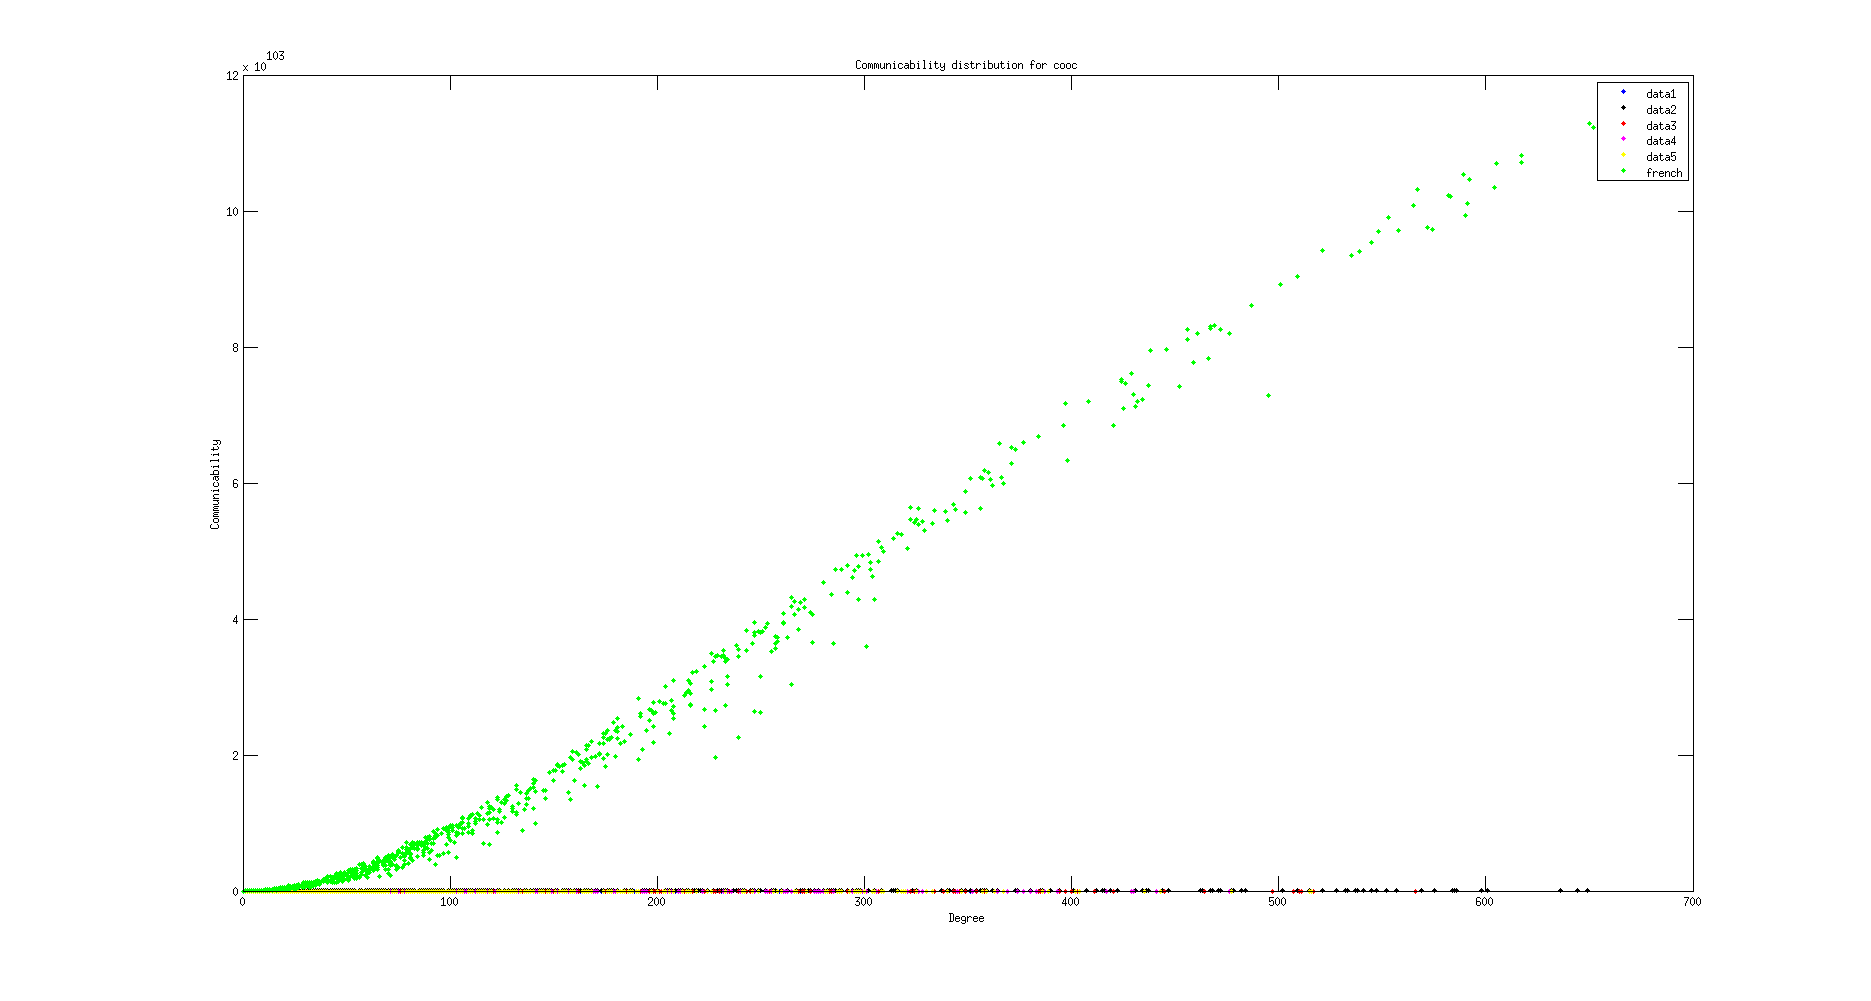 x 10^103
Communicability distribution for cooc
12
10
8
6
4
2
0
Communicability
0 100 200 300 400 500 600 700
Degree
data1
data2
data3
data4
data5
french